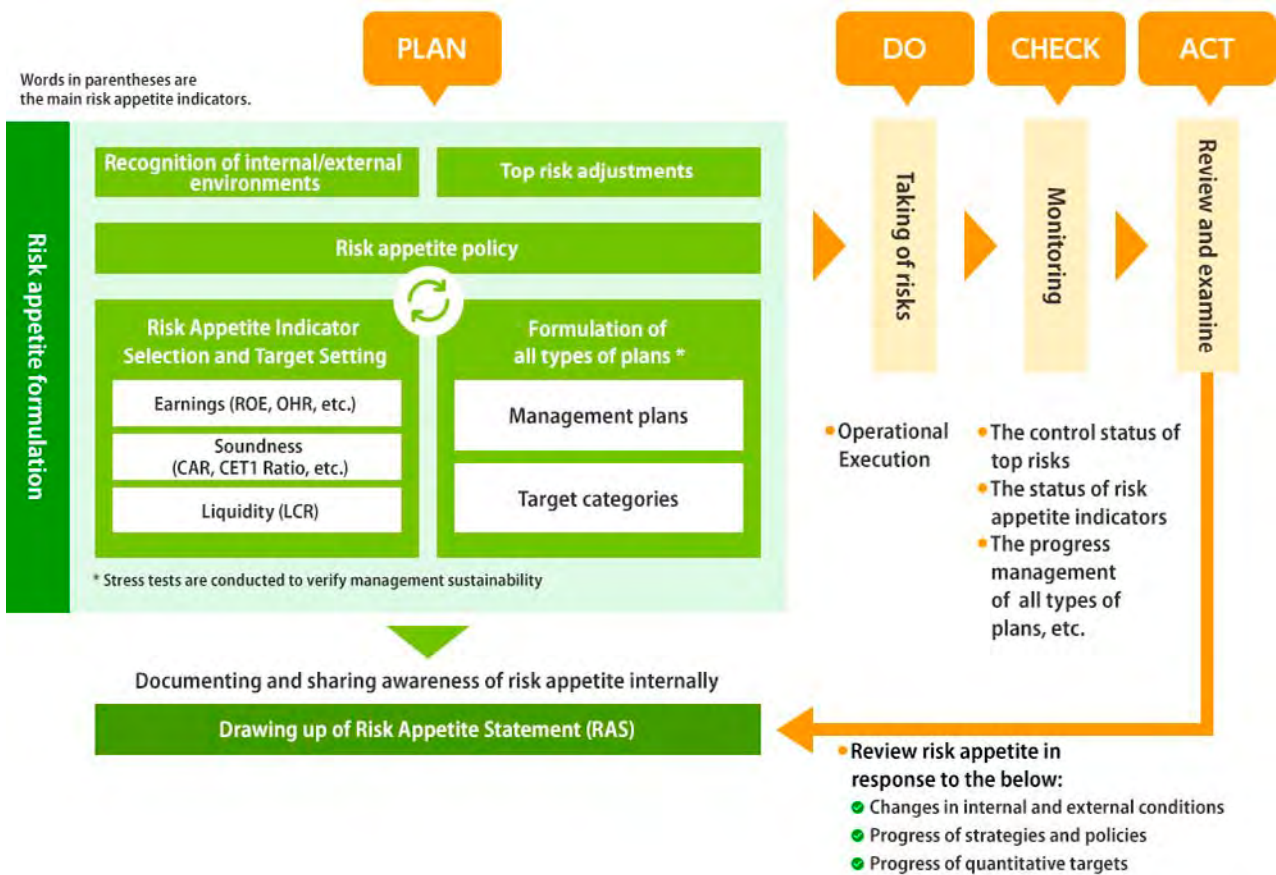 PLAN
DO
CHECK
ACT
Words in parentheses are
the main risk appetite indicators.
Risk appetite formulation
Recognition of internal/external
environments
Top risk adjustments
Risk appetite policy
Risk Appetite Indicator
Selection and Target Setting
Earnings (ROE, OHR, etc.)
Soundness
(CAR, CET1 Ratio, etc.)
Liquidity (LCR)
Formulation of
all types of plans *
Management plans
Target categories
* Stress tests are conducted to verify management sustainability
Taking of risks
Monitoring
Review and examine
• Operational
Execution
• The control status of
top risks
• The status of risk
appetite indicators
• The progress
management
of all types of
plans, etc.
Documenting and sharing awareness of risk appetite internally
Drawing up of Risk Appetite Statement (RAS)
• Review risk appetite in
response to the below:
Changes in internal and external conditions
Progress of strategies and policies
Progress of quantitative targets